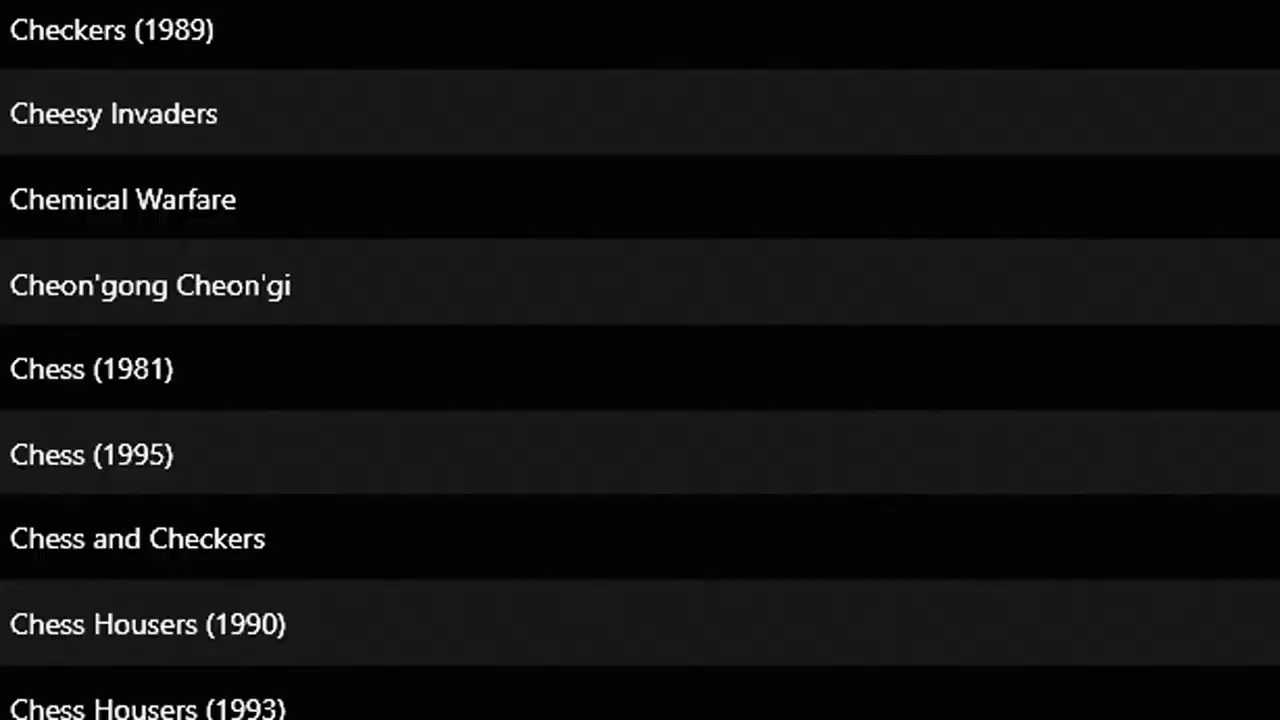 Checkers (1989)
Cheesy Invaders
Chemical Warfare
Cheon'gong Cheon'gi
Chess (1981)
Chess (1995)
Chess and Checkers
Chess Housers (1990)
Chess Housers (1993)